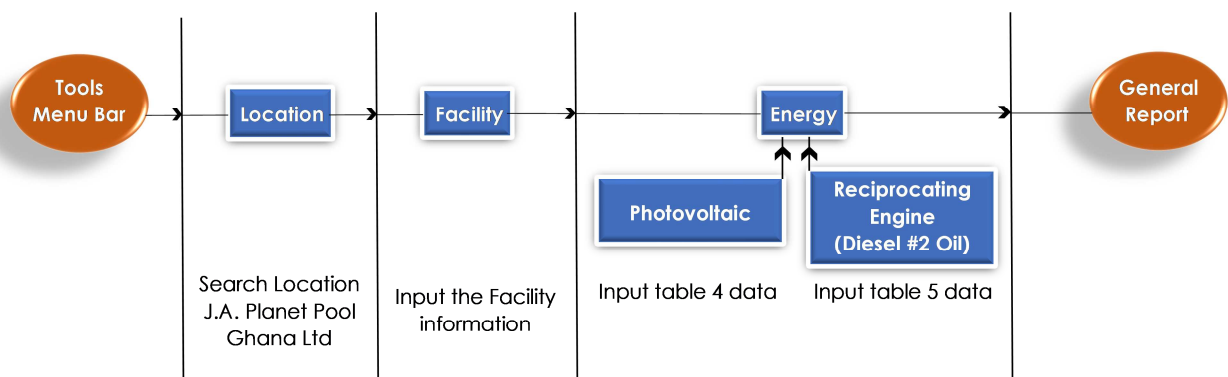 Tools
Menu Bar
Location
Facility
Energy
General
Report
Photovoltaic
Reciprocating
Engine
(Diesel #2 Oil)
Search Location
J.A. Planet Pool
Ghana Ltd
Input the Facility
information
Input table 4 data
Input table 5 data